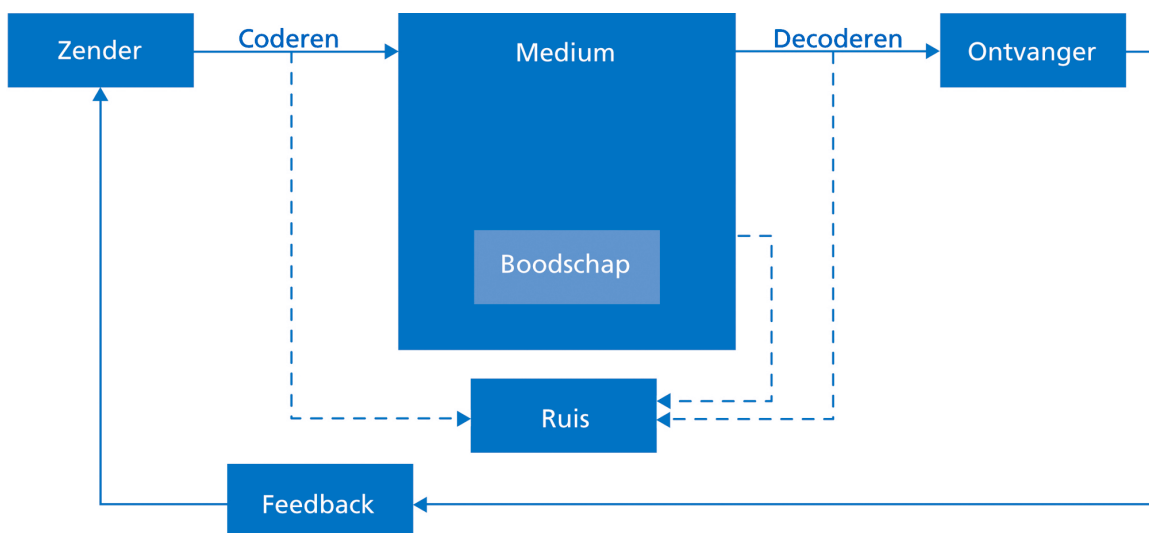 Zender
Coderen
Medium
Decoderen
Ontvanger
Boodschap
Ruis
Feedback